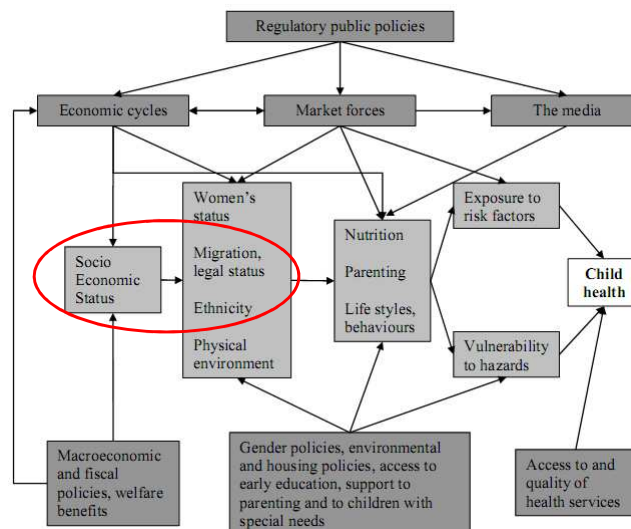 Regulatory public policies
Economic cycles
Market forces
The media
Women's
status
Migration,
legal status
Ethnicity
Physical
environment
Socio
Economic
Status
Nutrition
Parenting
Life styles,
behaviours
Exposure to
risk factors
Child
health
Vulnerability
to hazards
Macroeconomic
and fiscal
policies, welfare
benefits
Gender policies, environmental
and housing policies, access to
early education, support to
parenting and to children with
special needs
Access to and
quality of
health services